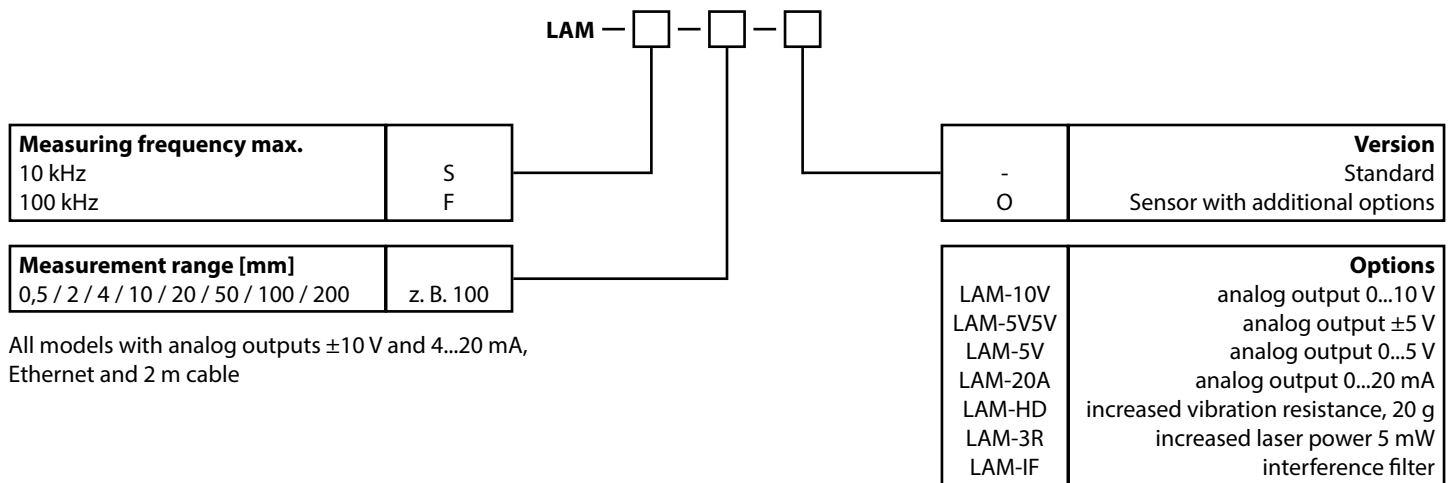 LAM — □ — □ — □
Measuring frequency max.
10 kHz S
100 kHz F
Measurement range [mm]
0,5 / 2 / 4 / 10 / 20 / 50 / 100 / 200 z. B. 100
All models with analog outputs ±10 V and 4...20 mA,
Ethernet and 2 m cable
Version
- Standard
O Sensor with additional options
Options
LAM-10V analog output 0...10 V
LAM-5V5V analog output ±5 V
LAM-5V analog output 0...5 V
LAM-20A analog output 0...20 mA
LAM-HD increased vibration resistance, 20 g
LAM-3R increased laser power 5 mW
LAM-IF interference filter